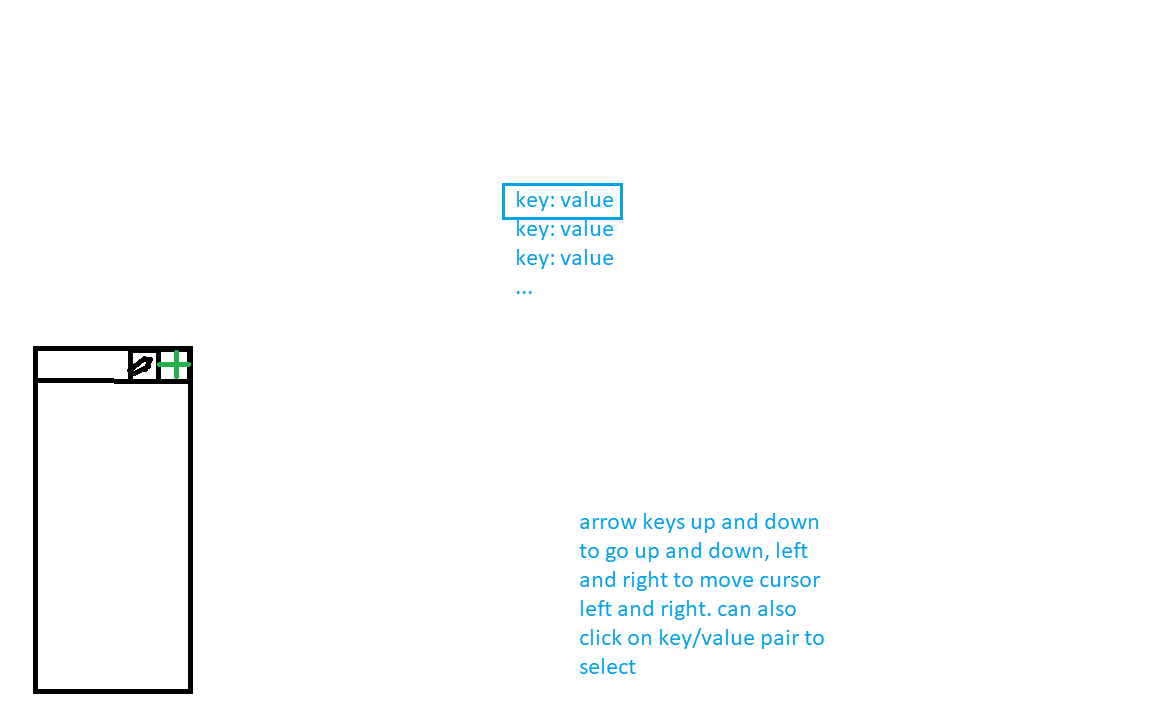 key: value
key: value
key: value
...
arrow keys up and down
to go up and down, left
and right to move cursor
left and right. can also
click on key/value pair to
select